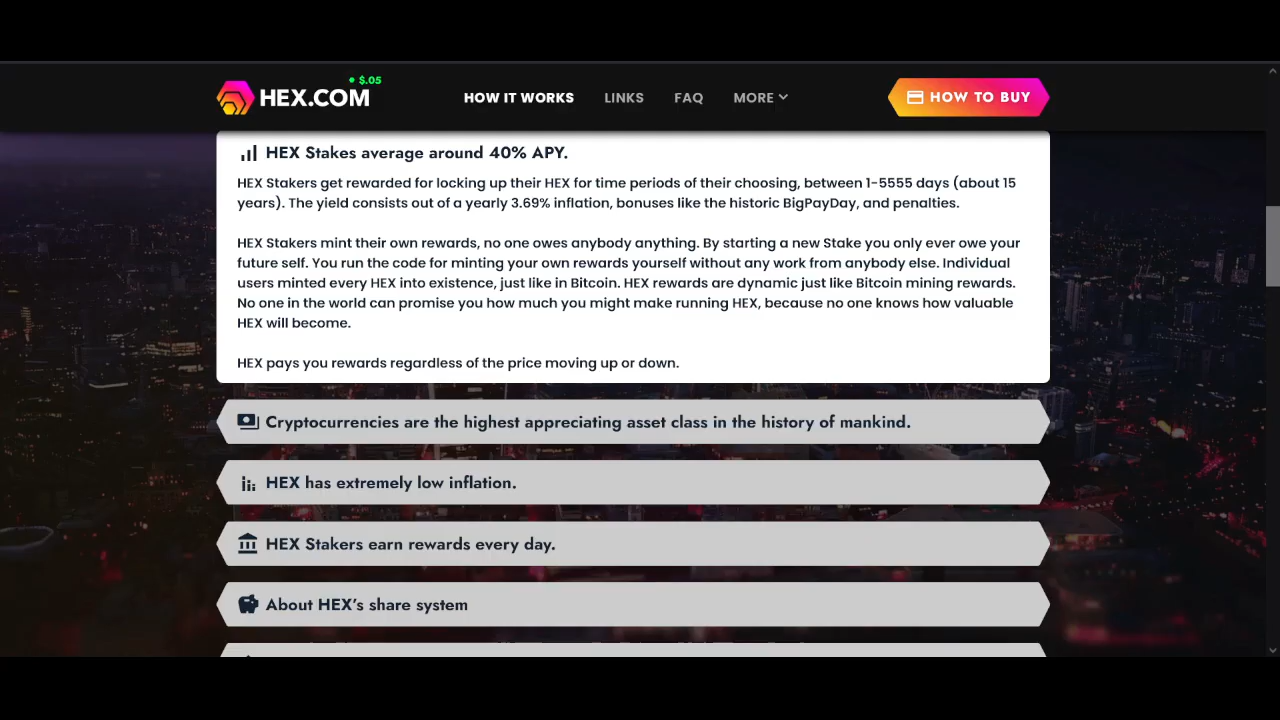 $.05
HEX.COM
HOW IT WORKS
LINKS
FAQ
MORE
HOW TO BUY
HEX Stakes average around 40% APY.
HEX Stakers get rewarded for locking up their HEX for time periods of their choosing, between 1-5555 days (about 15
years). The yield consists out of a yearly 3.69% inflation, bonuses like the historic BigPayDay, and penalties.
HEX Stakers mint their own rewards, no one owes anybody anything. By starting a new Stake you only ever owe your
future self. You run the code for minting your own rewards yourself without any work from anybody else. Individual
users minted every HEX into existence, just like in Bitcoin. HEX rewards are dynamic just like Bitcoin mining rewards.
No one in the world can promise you how much you might make running HEX, because no one knows how valuable
HEX will become.
HEX pays you rewards regardless of the price moving up or down.
Cryptocurrencies are the highest appreciating asset class in the history of mankind.
HEX has extremely low inflation.
HEX Stakers earn rewards every day.
About HEX's share system